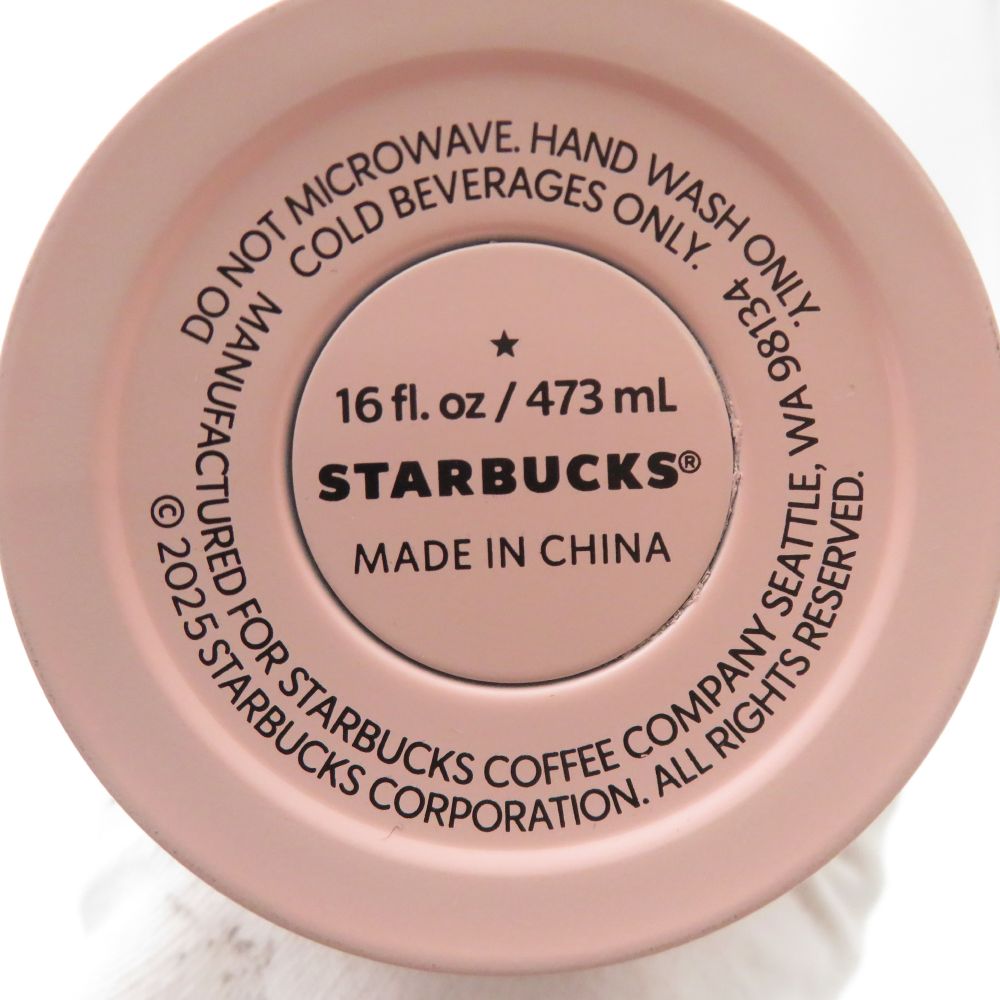 DO NOT MICROWAVE. HAND WASH ONLY.
COLD BEVERAGES ONLY.
★
16 fl. oz / 473 mL
STARBUCKS®
MADE IN CHINA
MANUFACTURED FOR STARBUCKS COFFEE COMPANY SEATTLE, WA 98134
© 2025 STARBUCKS CORPORATION. ALL RIGHTS RESERVED.